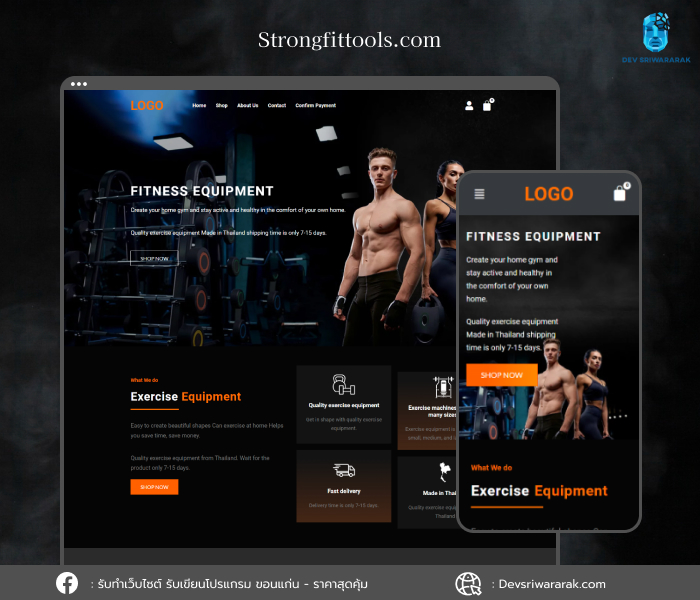 Strongfittools.com
DEV SRIWARARAK
LOGO
Home Shop About Us Contact Confirm Payment
0
FITNESS EQUIPMENT
Create your home gym and stay active and healthy in the comfort of your own home.
Quality exercise equipment Made in Thailand shipping time is only 7-15 days.
SHOP NOW
What We do
Exercise Equipment
Easy to create beautiful shapes Can exercise at home Helps
you save time, save money.
Quality exercise equipment from Thailand. Wait for the
product only 7-15 days.
SHOP NOW
Quality exercise equipment
Get in shape with quality exercise
equipment.
Exercise machines
many sizes
Exercise equipment is
small, medium, and
Fast delivery
Delivery time is only 7-15 days.
Made in Thai
Quality exercise equi
Thailand
LOGO
0
FITNESS EQUIPMENT
Create your home gym and
stay active and healthy in
the comfort of your own
home.
Quality exercise equipment
Made in Thailand shipping
time is only 7-15 days.
SHOP NOW
What We do
Exercise Equipment
: รับทำเว็บไซต์ รับเขียนโปรแกรม ขอนแก่น - ราคาสุดคุ้ม
: Devsriwararak.com